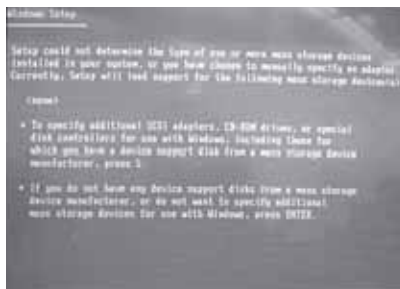 Windows Setup
Setup could not determine the type of one or more mass storage devices
installed in your system, or you have chosen to manually specify an adapter.
Currently, Setup will load support for the following mass storage devices(s)
<none>
* To specify additional SCSI adapters, CD-ROM drives, or special
disk controllers for use with Windows, including those for
which you have a device support disk from a mass storage device
manufacturer, press S.
* If you do not have any device support disks from a mass storage
device manufacturer, or do not want to specify additional
mass storage devices for use with Windows, press ENTER.